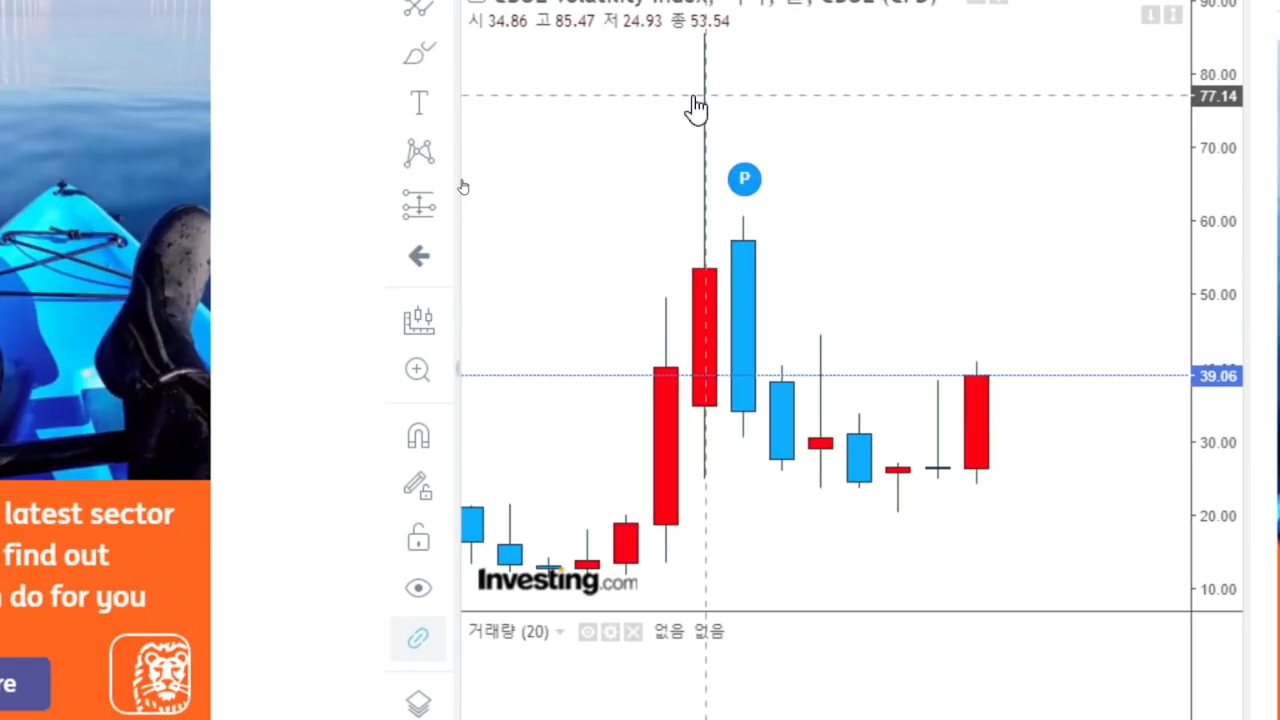 시 34.86 고 85.47 저 24.93 종 53.54
90.00
80.00
77.14
70.00
P
60.00
50.00
39.06
30.00
20.00
10.00
Investing.com
거래량 (20) 없음 없음
latest sector
find out
do for you
re